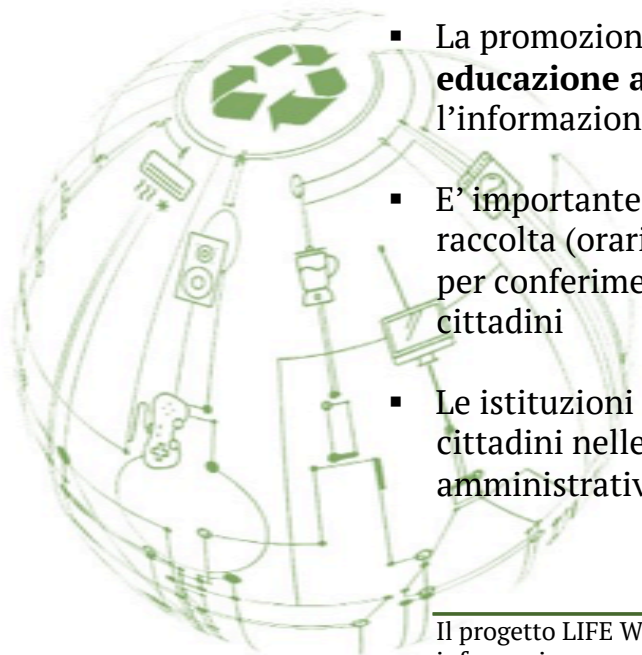 ▪ La promozion
educazione a
l’informazion
▪ E’ importante
raccolta (orari
per conferime
cittadini
▪ Le istituzioni
cittadini nelle
amministrativ
Il progetto LIFE W